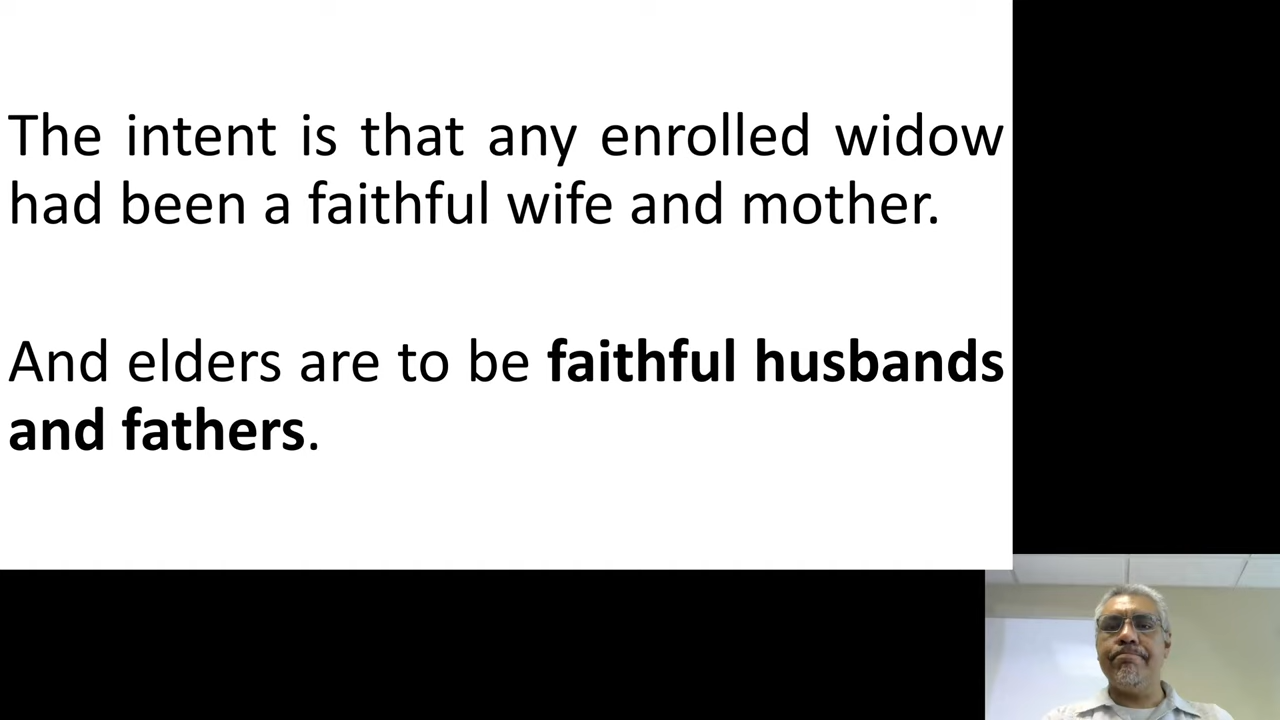 The intent is that any enrolled widow
had been a faithful wife and mother.
And elders are to be faithful husbands
and fathers.